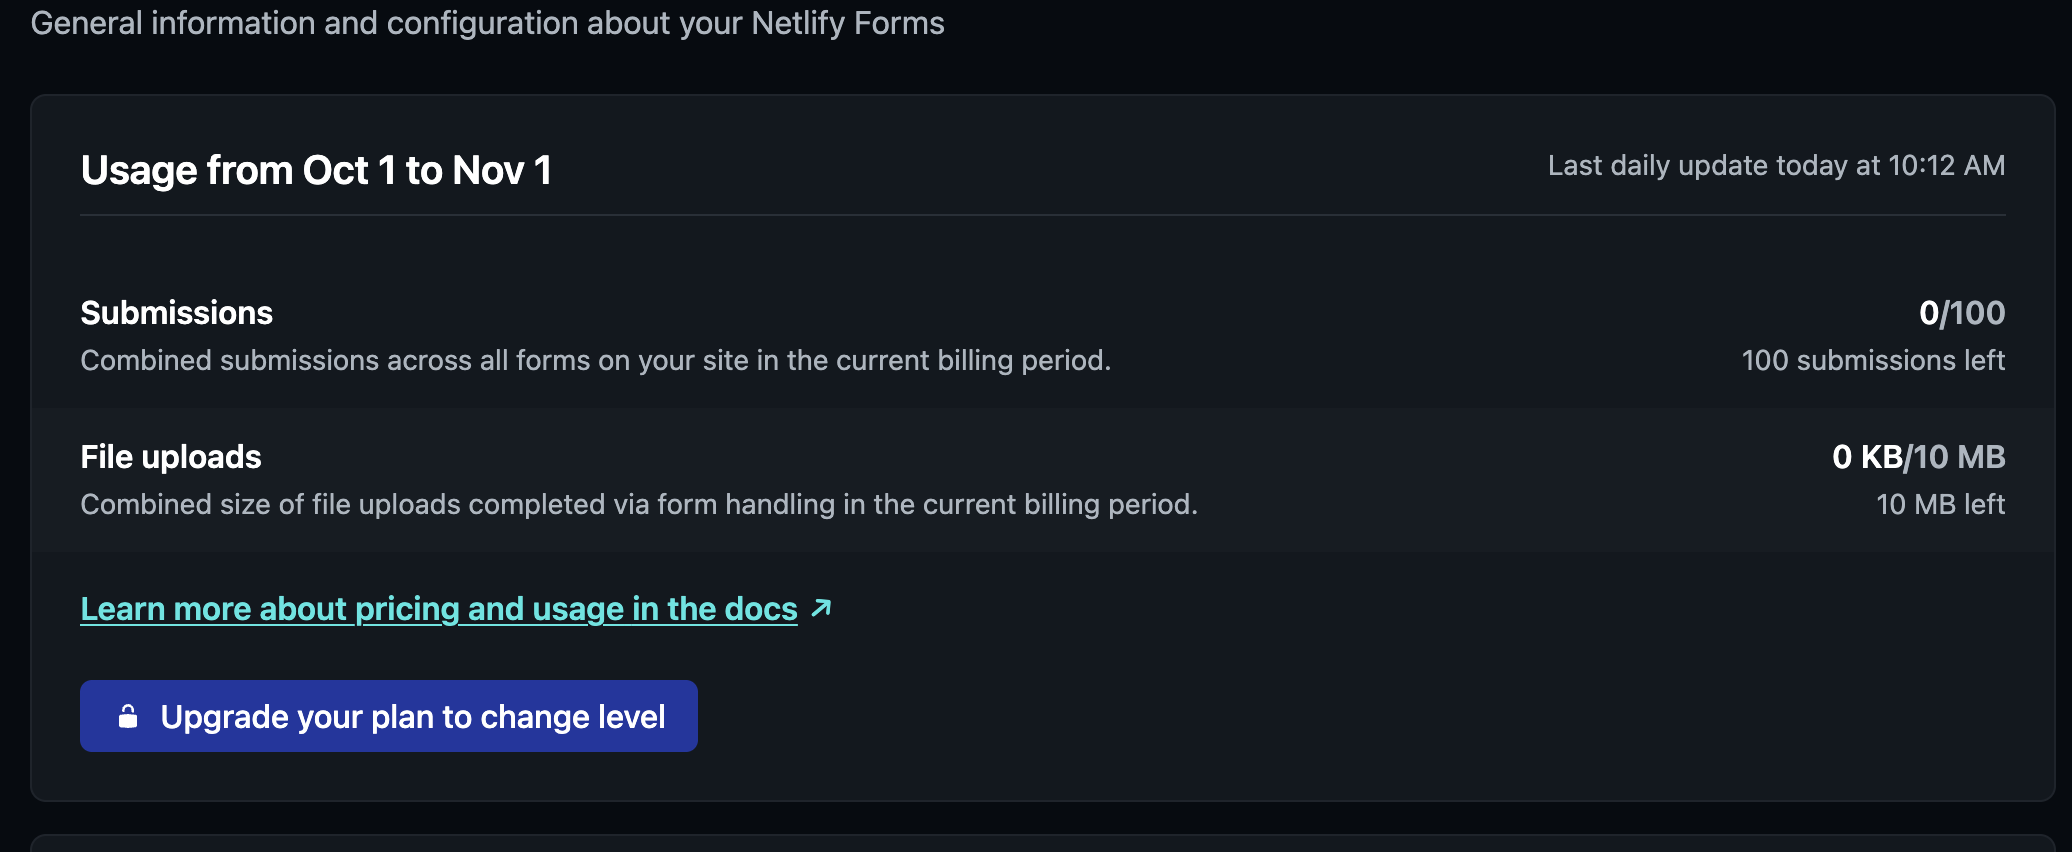 General information and configuration about your Netlify Forms
Usage from Oct 1 to Nov 1
Last daily update today at 10:12 AM
Submissions
0/100
Combined submissions across all forms on your site in the current billing period.
100 submissions left
File uploads
0 KB/10 MB
Combined size of file uploads completed via form handling in the current billing period.
10 MB left
Learn more about pricing and usage in the docs
Upgrade your plan to change level